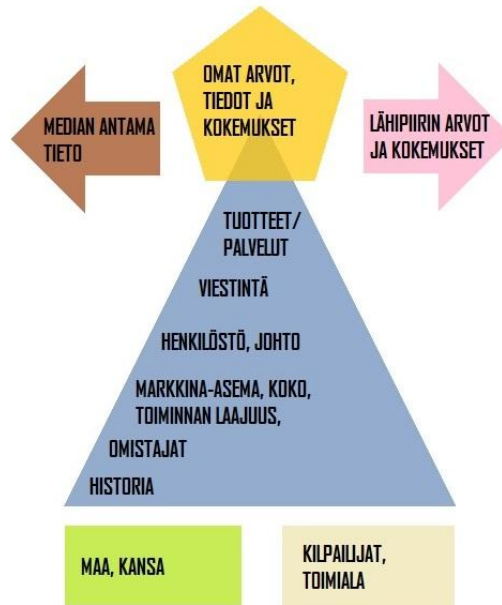 OMAT ARVOT,
TIEDOT JA
KOKEMUKSET
MEDIAN ANTAMA
TIETO
LÄHIPIIRIN ARVOT
JA KOKEMUKSET
TUOTTEET/
PALVELUT
VIESTINTÄ
HENKILÖSTÖ, JOHTO
MARKKINA-ASEMA, KOKO,
TOIMINNAN LAAJUUS,
OMISTAJAT
HISTORIA
MAA, KANSA
KILPAILIJAT,
TOIMIALA